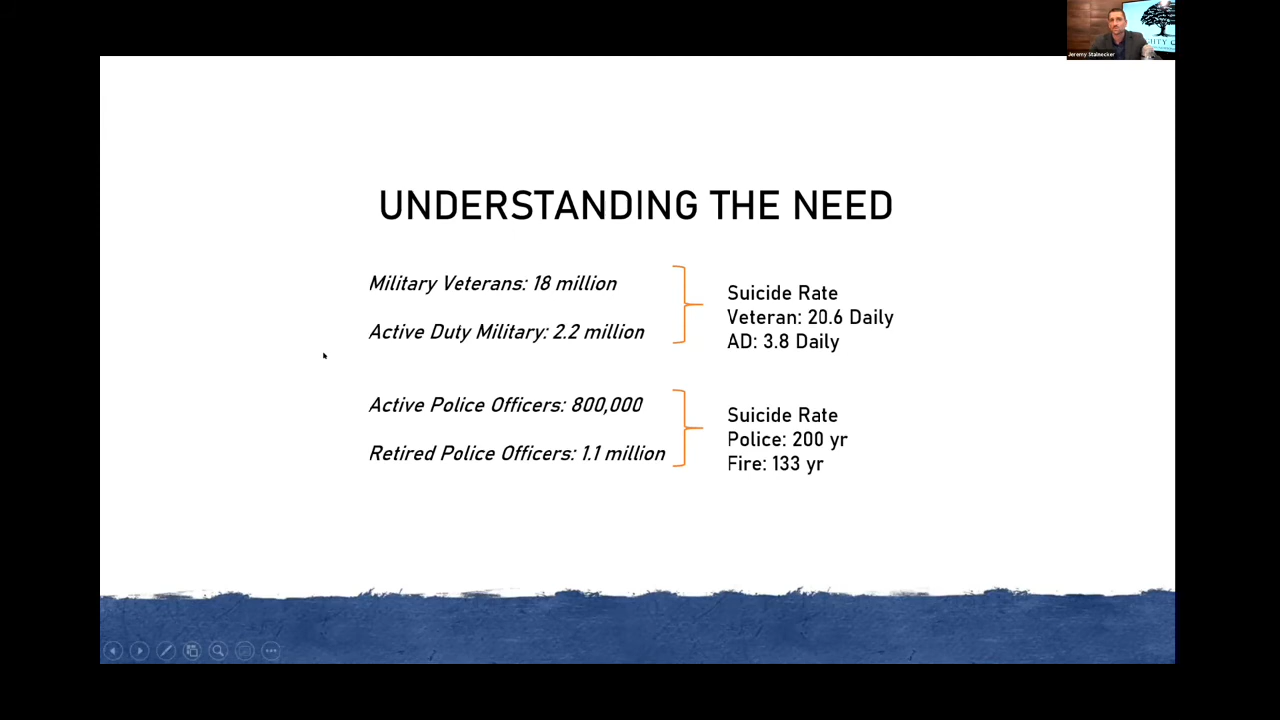 Jeremy Stalnecker
UNDERSTANDING THE NEED
Military Veterans: 18 million
Active Duty Military: 2.2 million
Suicide Rate
Veteran: 20.6 Daily
AD: 3.8 Daily
Active Police Officers: 800,000
Retired Police Officers: 1.1 million
Suicide Rate
Police: 200 yr
Fire: 133 yr